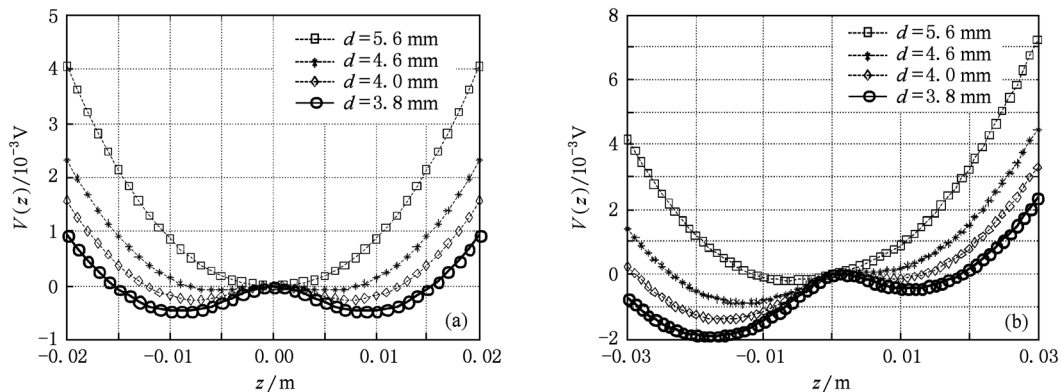 5
4
3
2
1
0
−1
V(z)/10⁻³V
d=5.6 mm
d=4.6 mm
d=4.0 mm
d=3.8 mm
(a)
−0.02 −0.01 0.00 0.01 0.02
z/m
8
6
4
2
0
−2
V(z)/10⁻³V
(b)
d=5.6 mm
d=4.6 mm
d=4.0 mm
d=3.8 mm
(b)
−0.03 −0.01 0.01 0.03
z/m